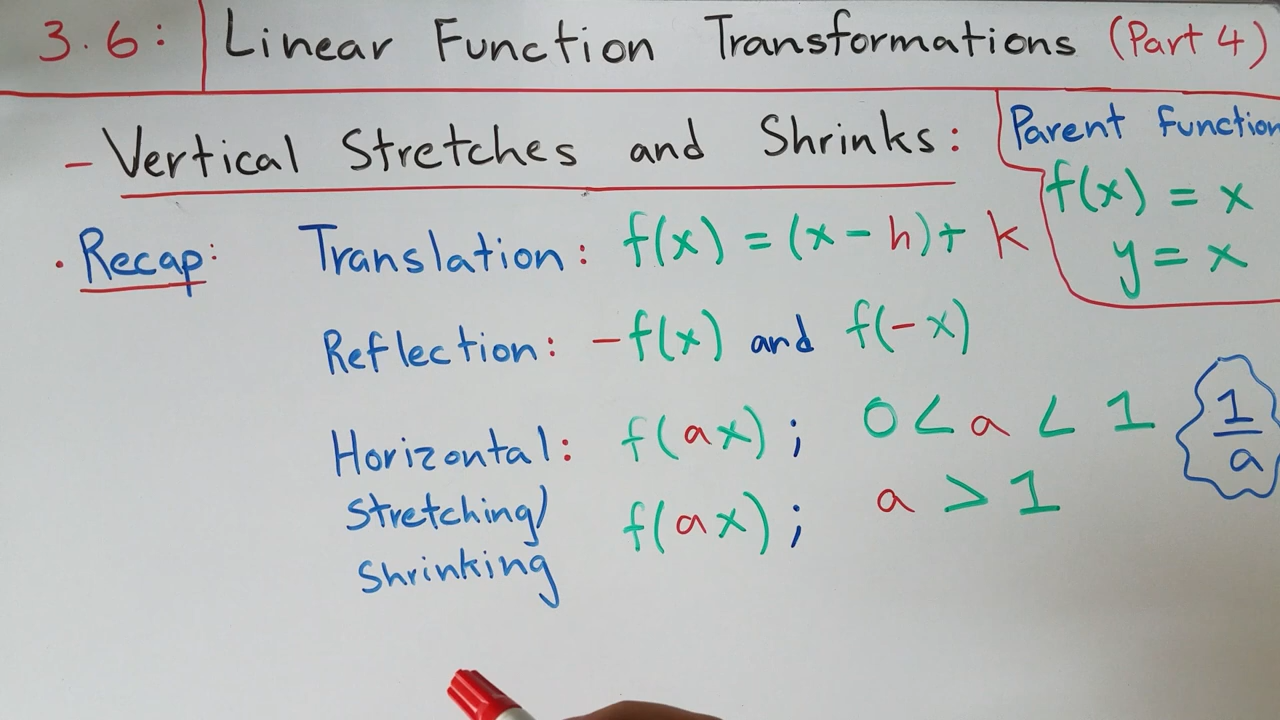 3.6: Linear Function Transformations (Part 4)
- Vertical Stretches and Shrinks:
Parent function
f(x) = x
y = x
· Recap: Translation: f(x) = (x - h) + k
Reflection: -f(x) and f(-x)
Horizontal: f(ax); 0 < a < 1
Stretching/ f(ax); a > 1
Shrinking
1/a